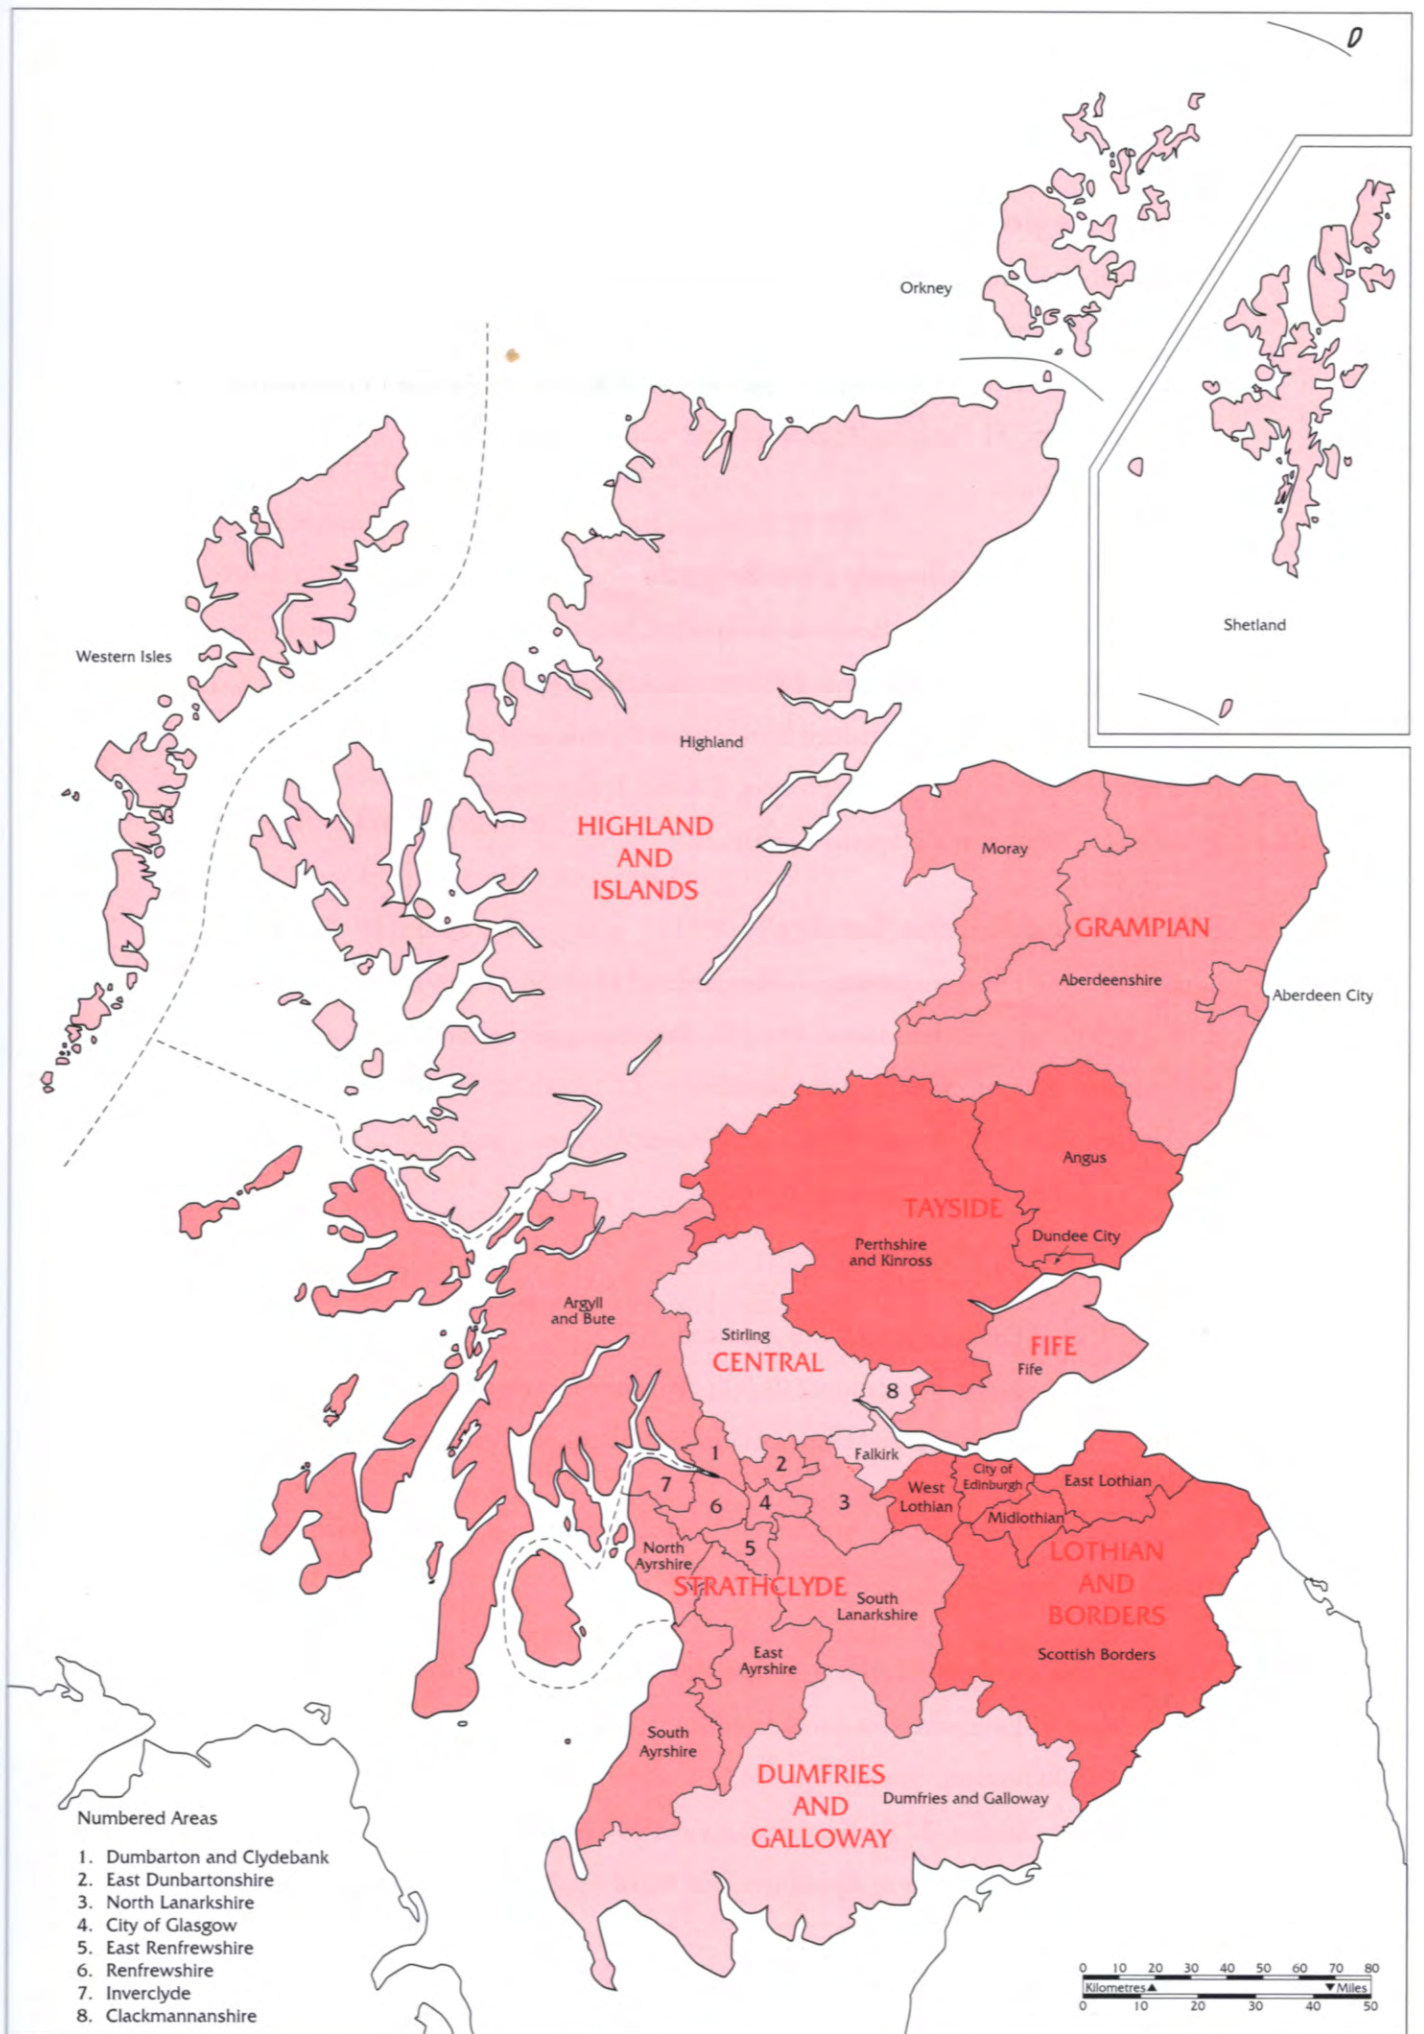 D
Orkney
Shetland
Western Isles
Highland
HIGHLAND
AND
ISLANDS
Moray
GRAMPIAN
Aberdeenshire
Aberdeen City
Angus
TAYSIDE
Dundee City
Perthshire
and Kinross
Argyll
and Bute
Stirling
CENTRAL
FIFE
Fife
8
Falkirk
1
2
7
6
4
3
5
West
Lothian
City of
Edinburgh
East Lothian
Midlothian
North
Ayrshire
STRATHCLYDE
South
Lanarkshire
LOTHIAN
AND
BORDERS
Scottish Borders
East
Ayrshire
South
Ayrshire
DUMFRIES
AND
GALLOWAY
Dumfries and Galloway
Numbered Areas
1. Dumbarton and Clydebank
2. East Dunbartonshire
3. North Lanarkshire
4. City of Glasgow
5. East Renfrewshire
6. Renfrewshire
7. Inverclyde
8. Clackmannanshire
0 10 20 30 40 50 60 70 80
Kilometres▲ ▼Miles
0 10 20 30 40 50